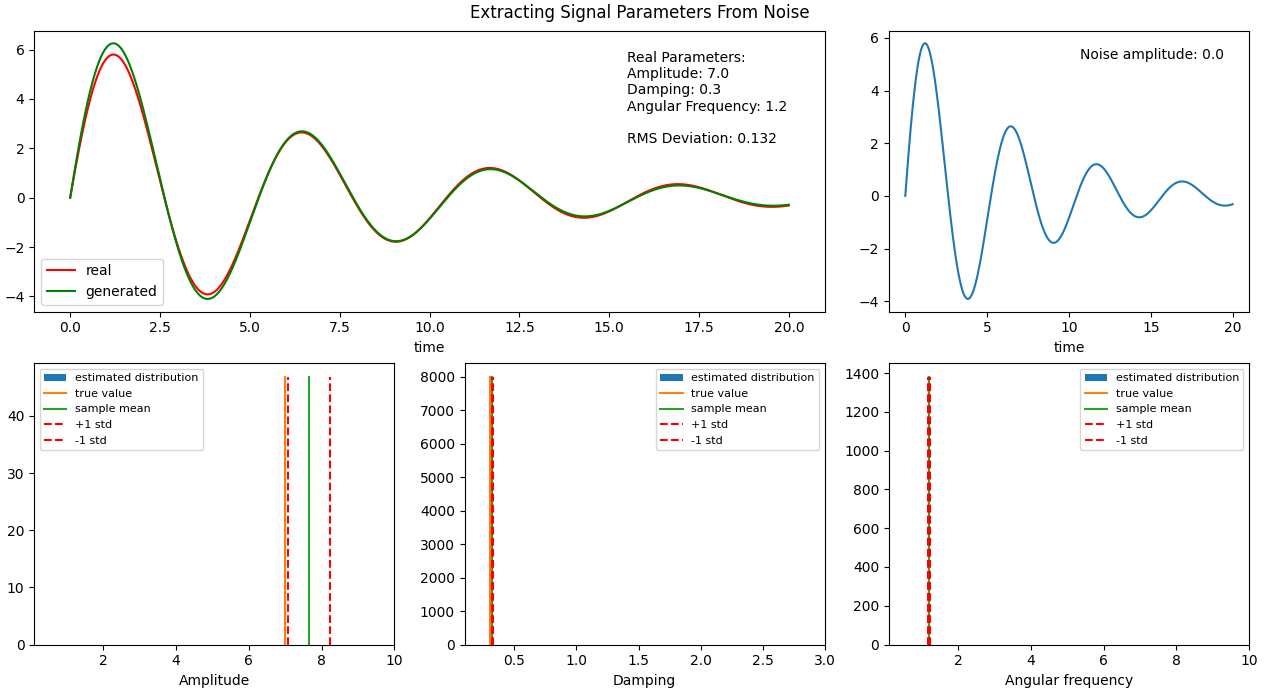 Extracting Signal Parameters From Noise
6
4
2
0
−2
−4
Real Parameters:
Amplitude: 7.0
Damping: 0.3
Angular Frequency: 1.2
RMS Deviation: 0.132
real
generated
0.0 2.5 5.0 7.5 10.0 12.5 15.0 17.5 20.0
time
6
4
2
0
−2
−4
Noise amplitude: 0.0
0 5 10 15 20
time
40
30
20
10
0
estimated distribution
true value
sample mean
+1 std
-1 std
2 4 6 8 10
Amplitude
8000
7000
6000
5000
4000
3000
2000
1000
0
estimated distribution
true value
sample mean
+1 std
-1 std
0.5 1.0 1.5 2.0 2.5 3.0
Damping
1400
1200
1000
800
600
400
200
0
estimated distribution
true value
sample mean
+1 std
-1 std
2 4 6 8 10
Angular frequency